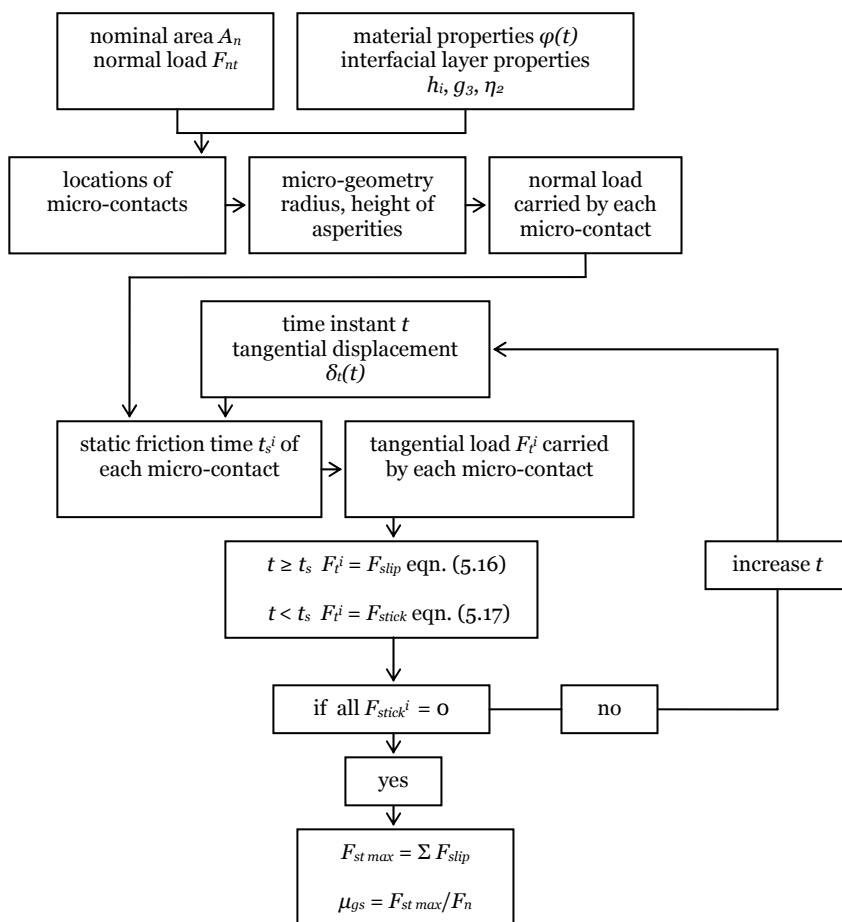 nominal area Aₙ
normal load Fₙₜ
material properties φ(t)
interfacial layer properties
hᵢ, g₃, η₂
locations of
micro-contacts
micro-geometry
radius, height of
asperities
normal load
carried by each
micro-contact
time instant t
tangential displacement
δₜ(t)
static friction time tₛⁱ of
each micro-contact
tangential load Fₜⁱ carried
by each micro-contact
t ≥ tₛ Fₜⁱ = F_slip eqn. (5.16)
t < tₛ Fₜⁱ = F_stick eqn. (5.17)
increase t
if all F_stickⁱ = 0
no
yes
F_st max = Σ F_slip
μ_gs = F_st max/Fₙ